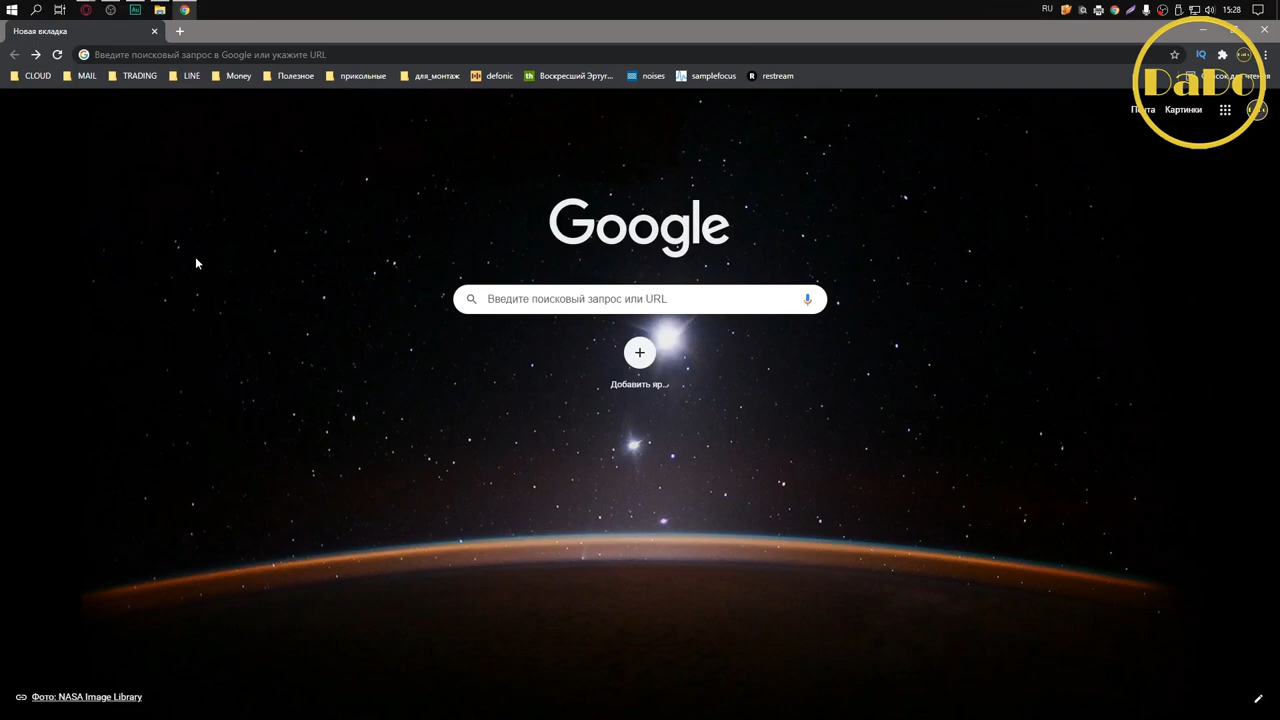 RU
15:28
Новая вкладка
Введите поисковый запрос в Google или укажите URL
IQ
CLOUD
MAIL
TRADING
LINE
Money
Полезное
прикольные
для_монтаж
defonic
th
Воскресший Эртуг...
noises
samplefocus
R
restream
DaDo
Почта
Картинки
Google
Введите поисковый запрос или URL
Добавить яр...
Фото: NASA Image Library